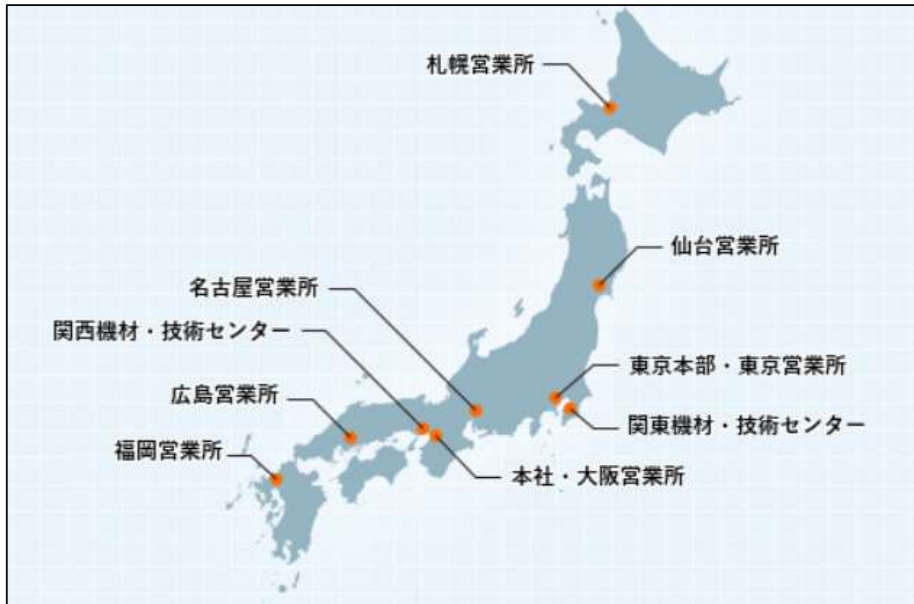 札幌営業所
仙台営業所
名古屋営業所
関西機材・技術センター
東京本部・東京営業所
広島営業所
関東機材・技術センター
福岡営業所
本社・大阪営業所